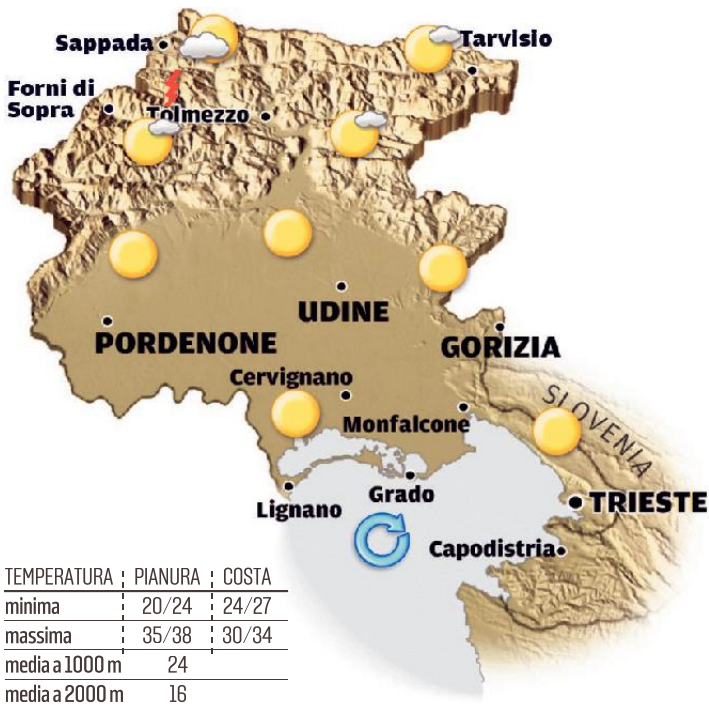 Sappada
Tarvisio
Forni di
Sopra
Tolmezzo
UDINE
PORDENONE
GORIZIA
Cervignano
SLOVENIA
Monfalcone
Lignano
Grado
TRIESTE
Capodistria
TEMPERATURA PIANURA COSTA
minima 20/24 24/27
massima 35/38 30/34
media a 1000 m 24
media a 2000 m 16